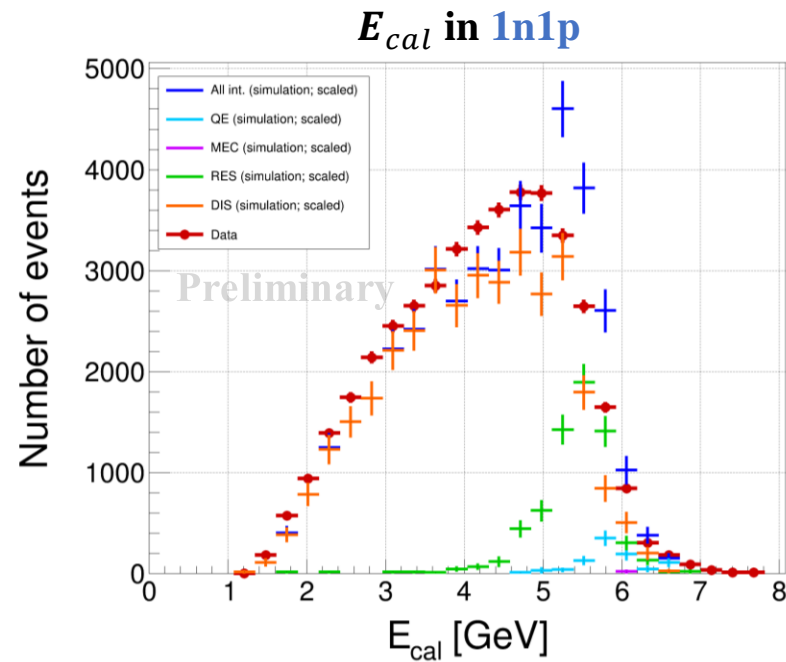 E_cal in 1n1p
5000
4000
3000
2000
1000
0
Number of events
All int. (simulation; scaled)
QE (simulation; scaled)
MEC (simulation; scaled)
RES (simulation; scaled)
DIS (simulation; scaled)
Data
Preliminary
0 1 2 3 4 5 6 7 8
E_cal [GeV]